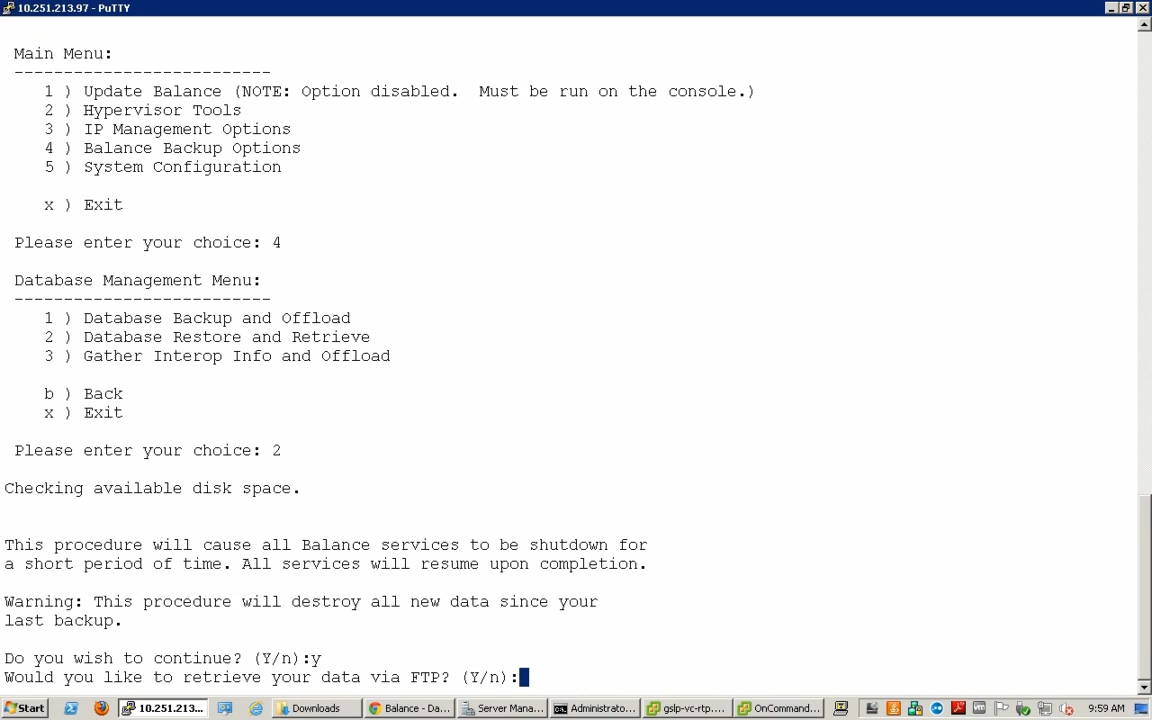 10.251.213.97 - PuTTY
Main Menu:
--------------------------
1 ) Update Balance (NOTE: Option disabled.  Must be run on the console.)
2 ) Hypervisor Tools
3 ) IP Management Options
4 ) Balance Backup Options
5 ) System Configuration
x ) Exit
Please enter your choice: 4
Database Management Menu:
--------------------------
1 ) Database Backup and Offload
2 ) Database Restore and Retrieve
3 ) Gather Interop Info and Offload
b ) Back
x ) Exit
Please enter your choice: 2
Checking available disk space.
This procedure will cause all Balance services to be shutdown for
a short period of time. All services will resume upon completion.
Warning: This procedure will destroy all new data since your
last backup.
Do you wish to continue? (Y/n):y
Would you like to retrieve your data via FTP? (Y/n):
Start 10.251.213... Downloads Balance - Da... Server Mana... Administrato... gslp-vc-rtp.... OnCommand... 9:59 AM